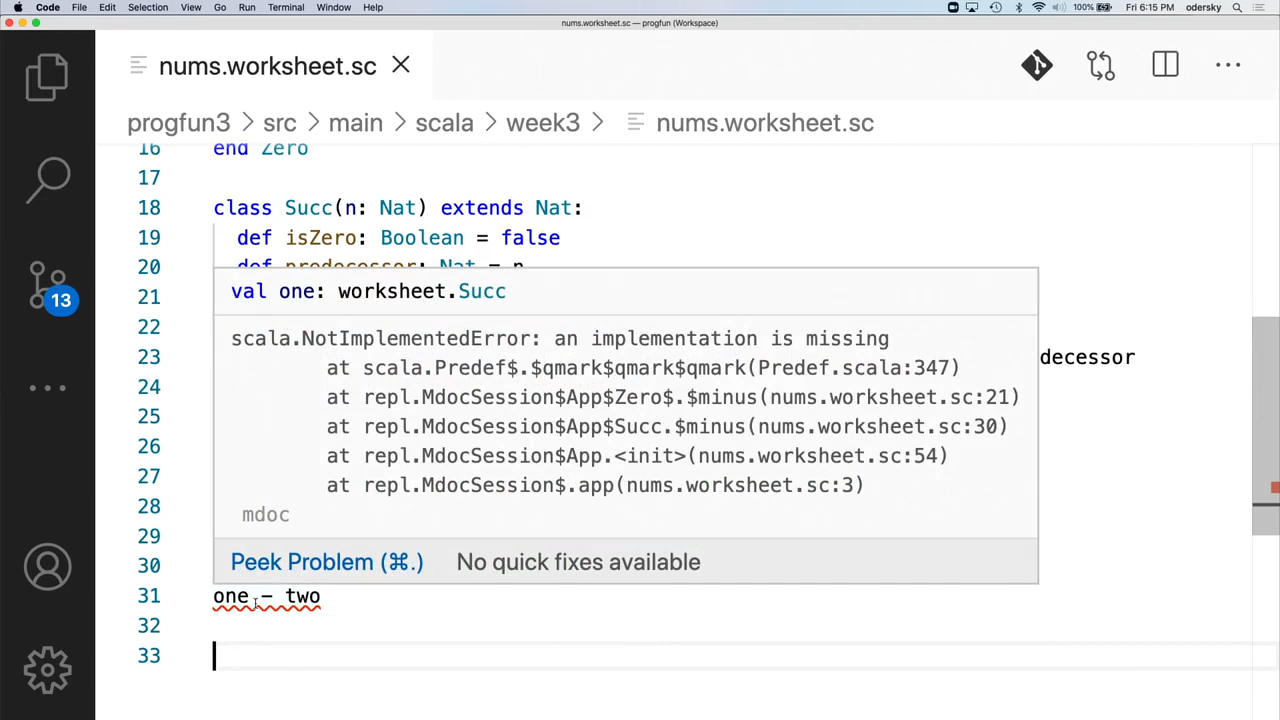 Code File Edit Selection View Go Run Terminal Window Help 100% Fri 6:15 PM odersky
nums.worksheet.sc — progfun (Workspace)
nums.worksheet.sc
progfun3 > src > main > scala > week3 > nums.worksheet.sc
16 end Zero
17
18 class Succ(n: Nat) extends Nat:
19 def isZero: Boolean = false
20 def predecessor: Nat = n
21 val one: worksheet.Succ
22
scala.NotImplementedError: an implementation is missing
23 at scala.Predef$.$qmark$qmark$qmark(Predef.scala:347) decessor
24 at repl.MdocSession$App$Zero$.$minus(nums.worksheet.sc:21)
25 at repl.MdocSession$App$Succ.$minus(nums.worksheet.sc:30)
26 at repl.MdocSession$App.<init>(nums.worksheet.sc:54)
27 at repl.MdocSession$.app(nums.worksheet.sc:3)
28 mdoc
29
30 Peek Problem (⌘.) No quick fixes available
31 one - two
32
33
13